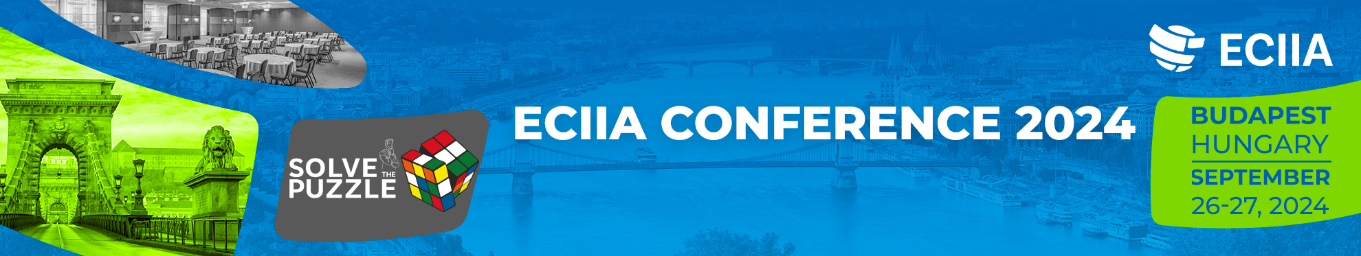 SOLVE
THE
PUZZLE
ECIIA CONFERENCE 2024
ECIIA
BUDAPEST
HUNGARY
SEPTEMBER
26-27, 2024